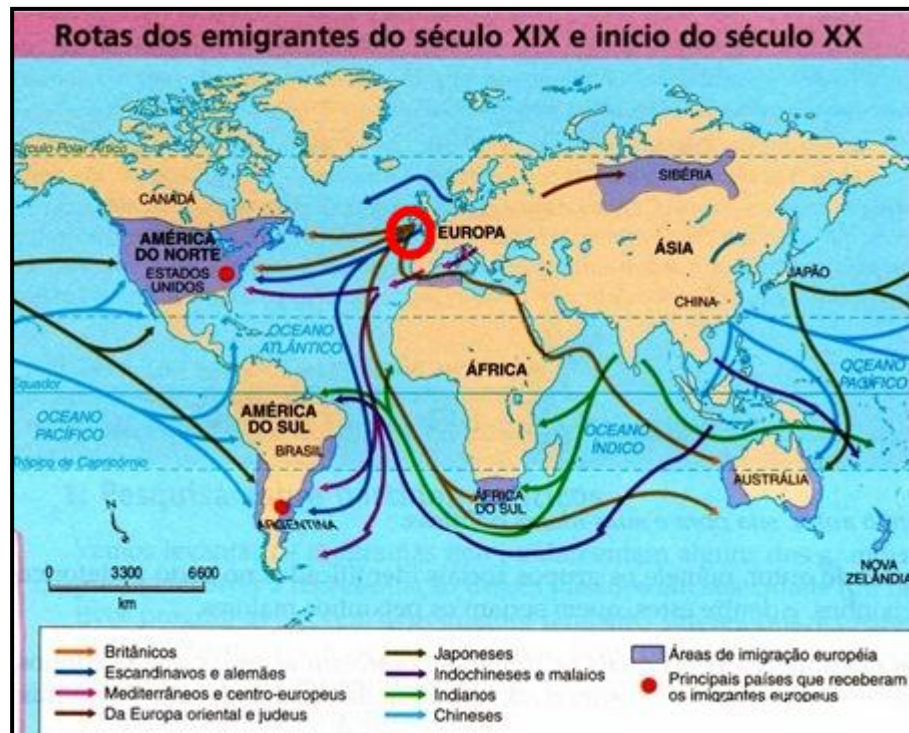 Rotas dos emigrantes do século XIX e início do século XX
Círculo Polar Ártico
CANADÁ
AMÉRICA
DO NORTE
ESTADOS
UNIDOS
EUROPA
SIBÉRIA
ÁSIA
JAPÃO
CHINA
OCEANO
ATLÂNTICO
ÁFRICA
OCEANO
PACÍFICO
Equador
AMÉRICA
DO SUL
BRASIL
OCEANO
ÍNDICO
OCEANO
PACÍFICO
Trópico de Capricórnio
ÁFRICA
DO SUL
AUSTRÁLIA
ARGENTINA
N
S
NOVA
ZELÂNDIA
0 3300 6600
km
Britânicos
Escandinavos e alemães
Mediterrâneos e centro-europeus
Da Europa oriental e judeus
Japoneses
Indochineses e malaios
Indianos
Chineses
Áreas de imigração européia
Principais países que receberam
os imigrantes europeus